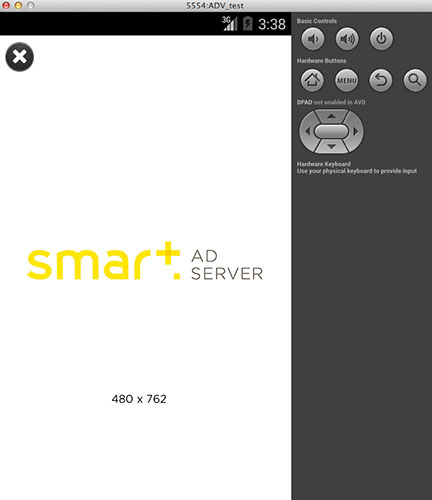 5554:ADV_test
3G
3:38
Basic Controls
Hardware Buttons
MENU
DPAD not enabled in AVD
Hardware Keyboard
Use your physical keyboard to provide input
smart AD
SERVER
480 x 762